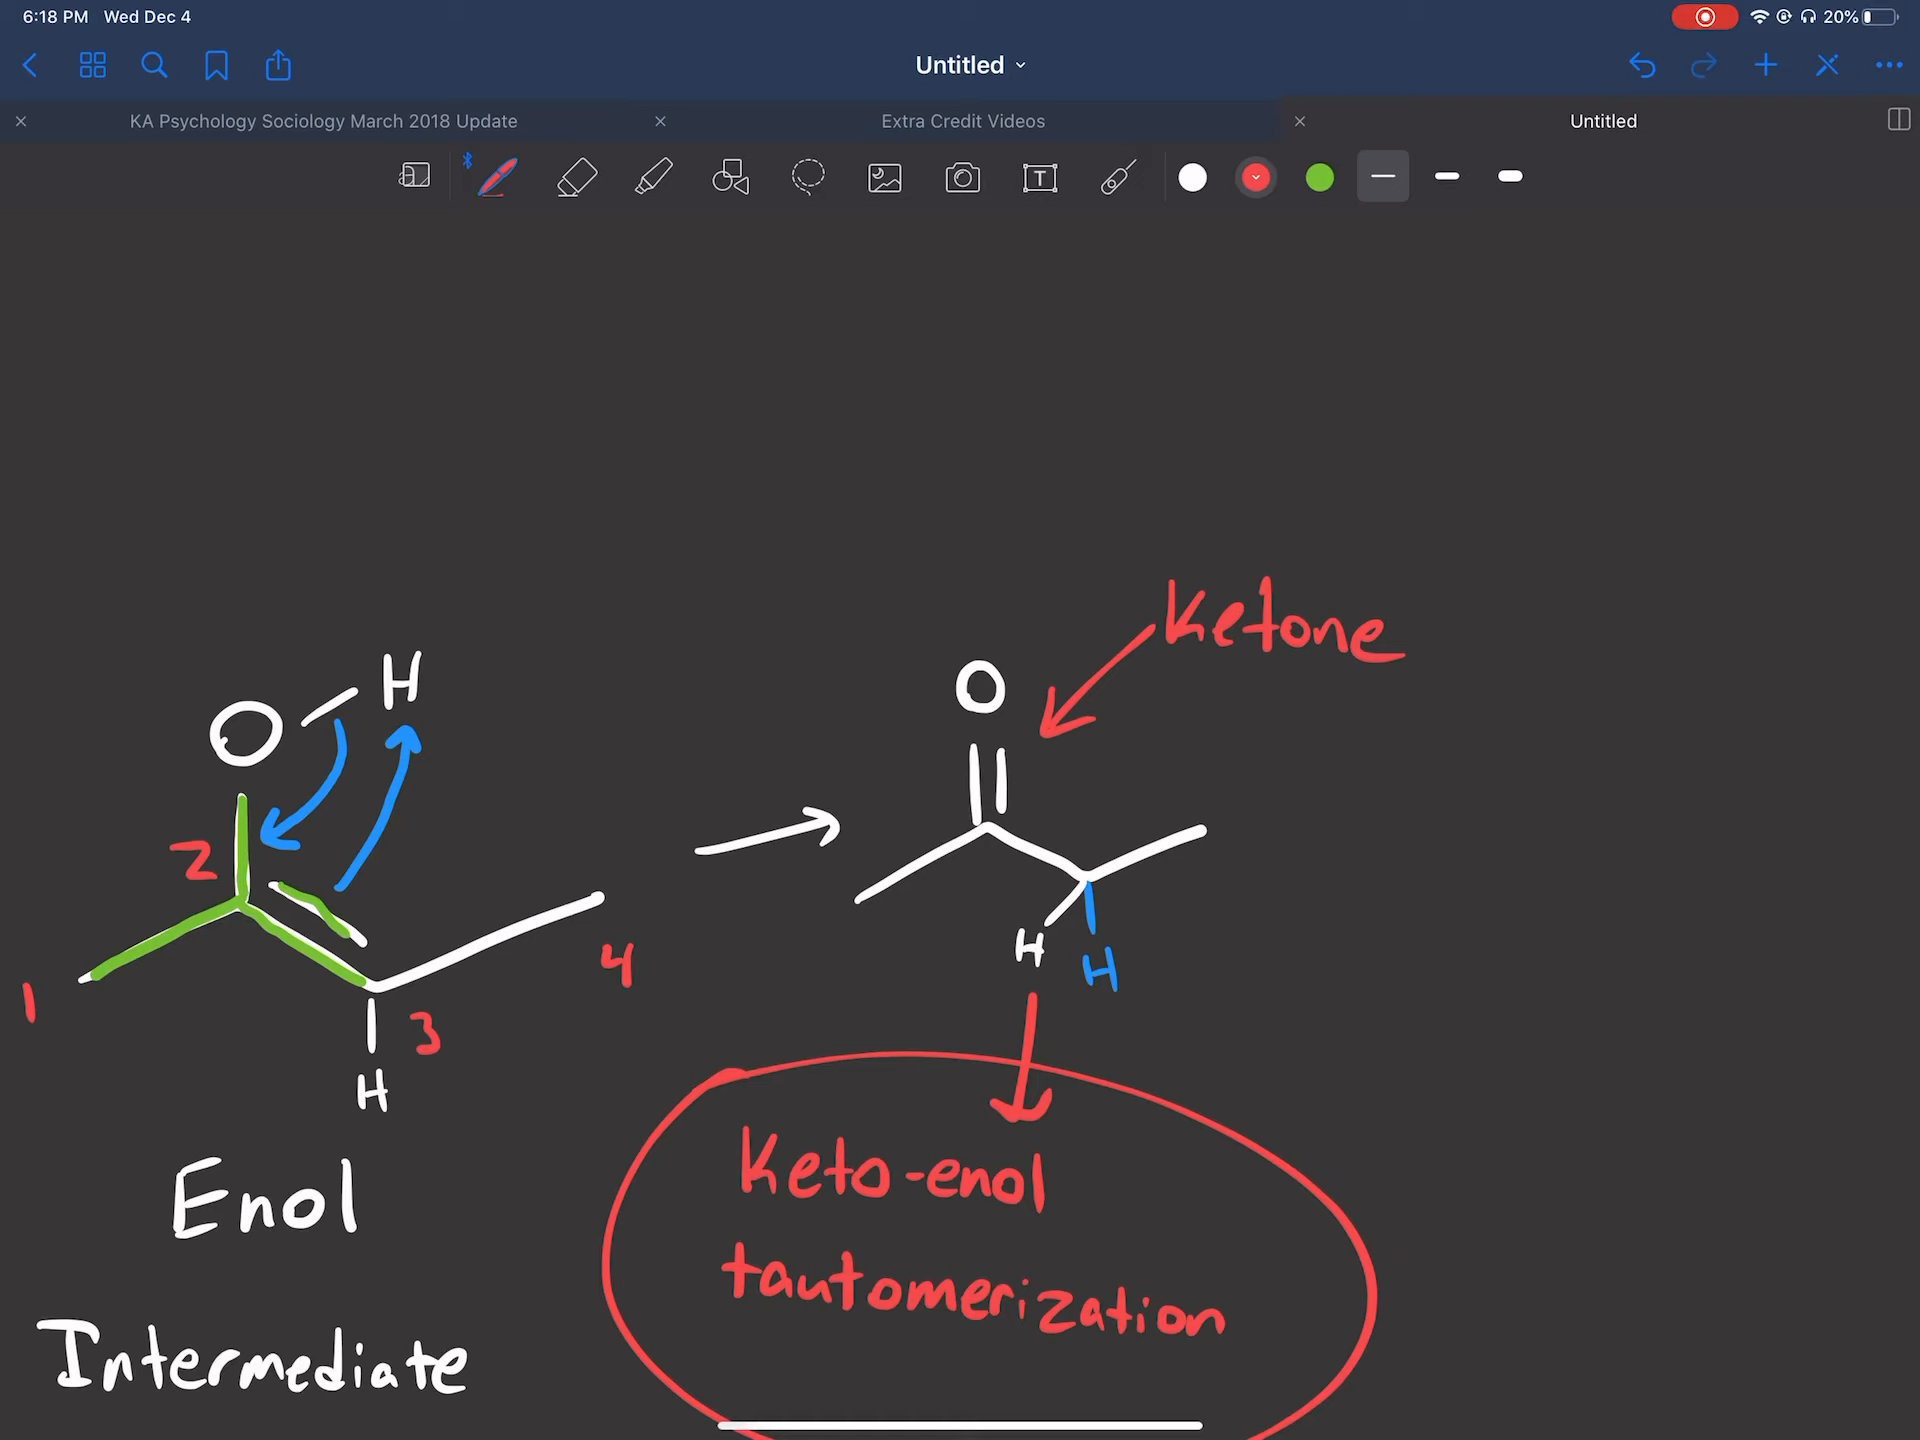 6:18 PM Wed Dec 4
20%
Untitled
KA Psychology Sociology March 2018 Update
Extra Credit Videos
Untitled
Ketone
O
H
O
2
4
H
H
1
3
H
Keto-enol
Enol
tautomerization
Intermediate